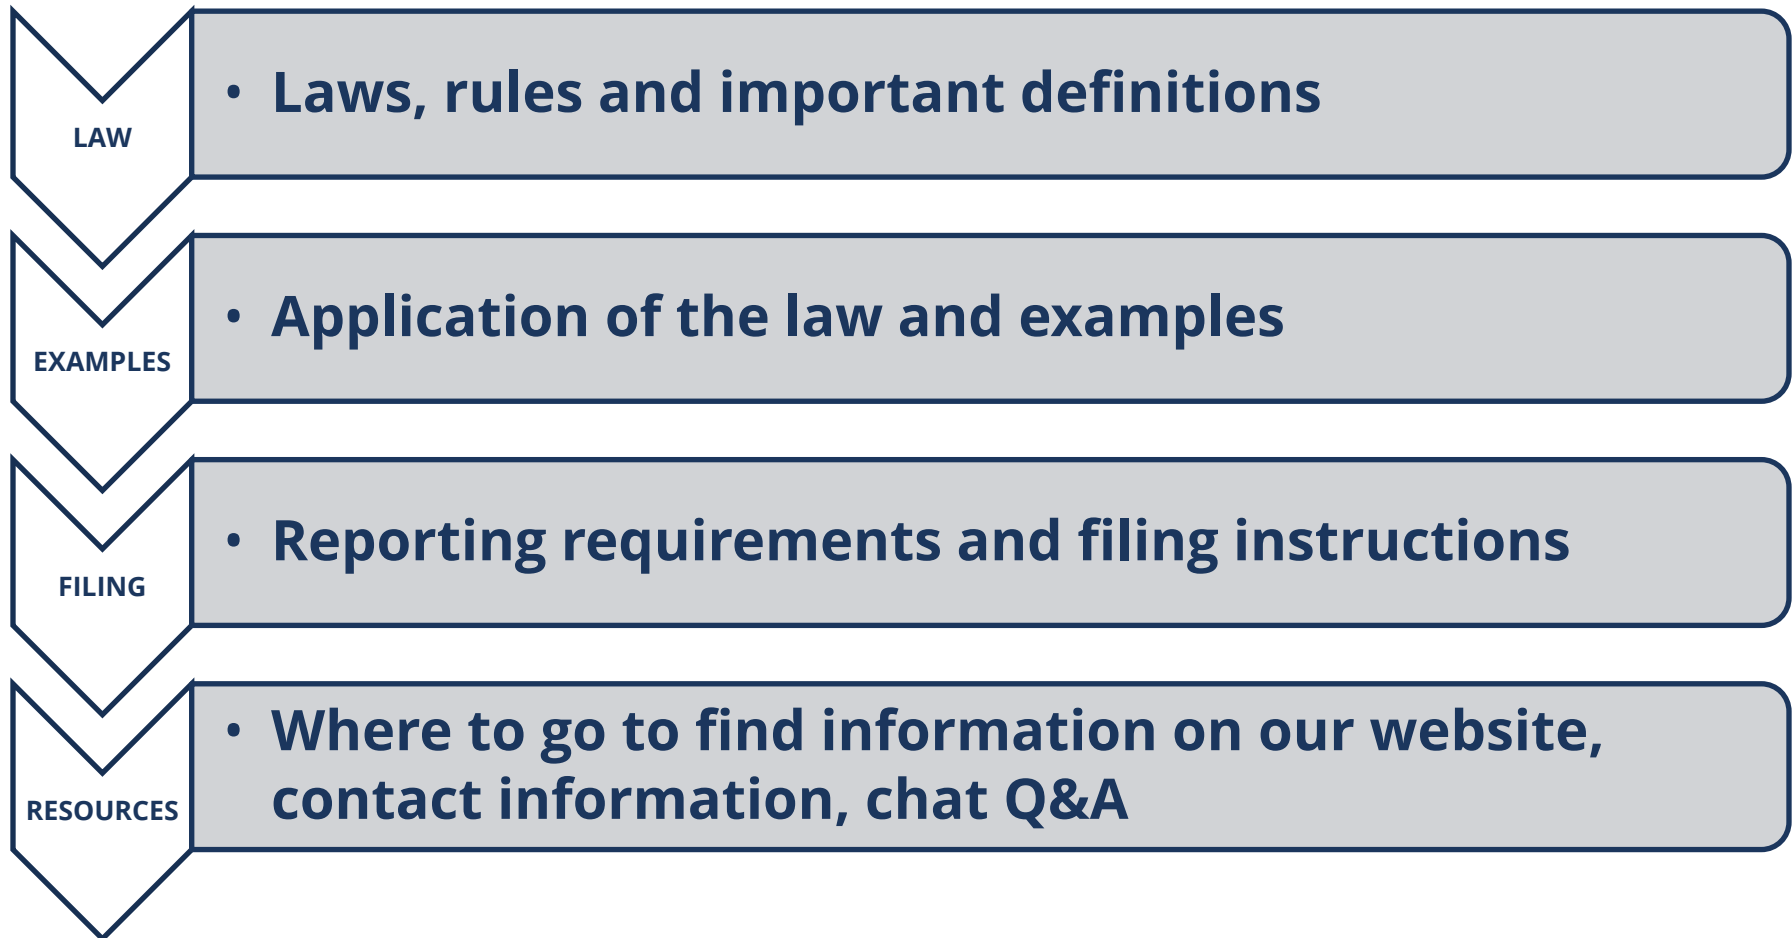 LAW
• Laws, rules and important definitions
EXAMPLES
• Application of the law and examples
FILING
• Reporting requirements and filing instructions
RESOURCES
• Where to go to find information on our website,
contact information, chat Q&A